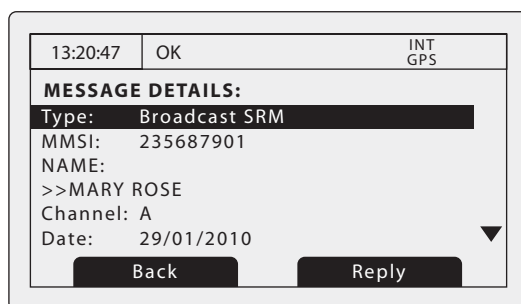 13:20:47 OK INT
GPS
MESSAGE DETAILS:
Type: Broadcast SRM
MMSI: 235687901
NAME:
>>MARY ROSE
Channel: A
Date: 29/01/2010
Back Reply